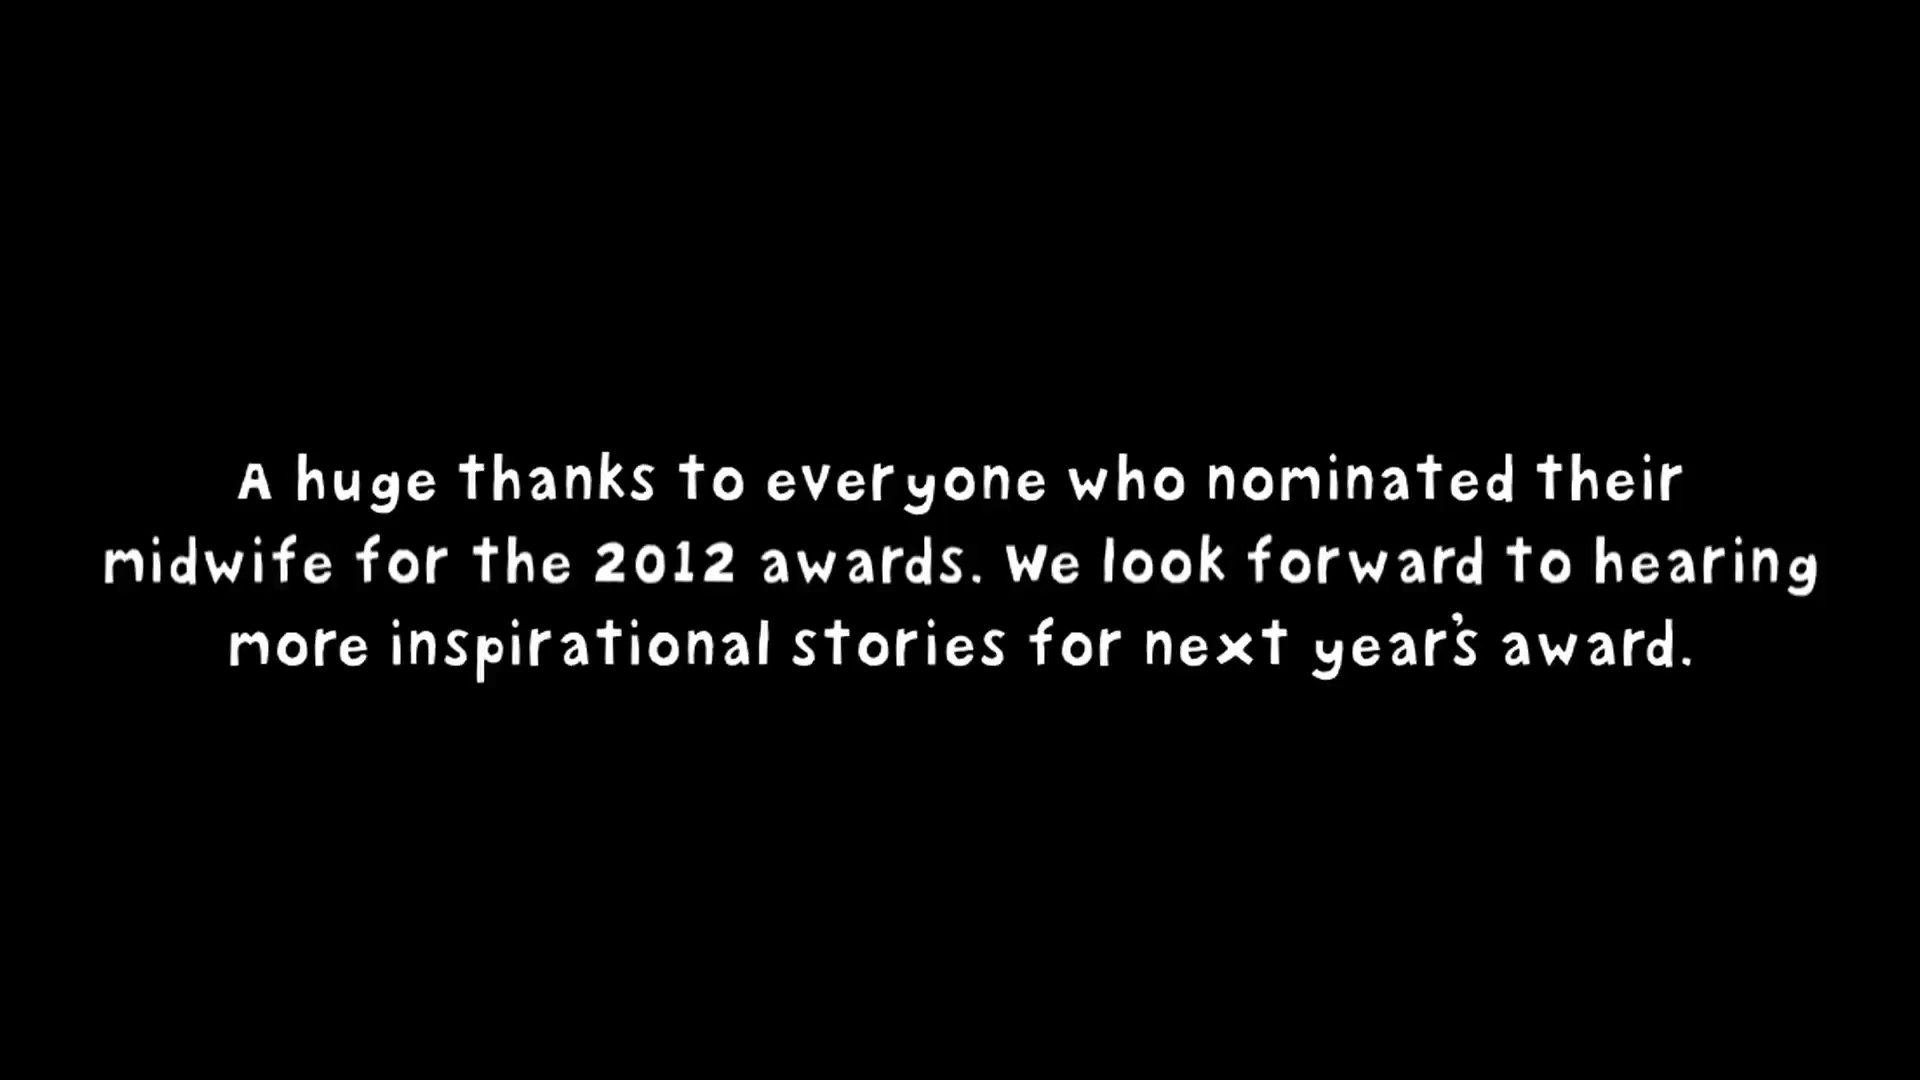 A huge thanks to everyone who nominated their
midwife for the 2012 awards. We look forward to hearing
more inspirational stories for next year's award.